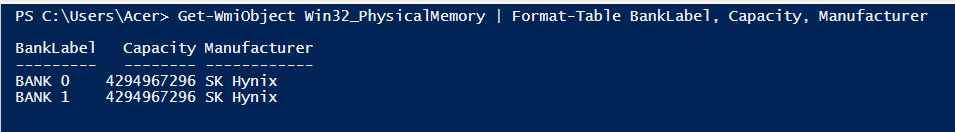 PS C:\Users\Acer> Get-WmiObject Win32_PhysicalMemory | Format-Table BankLabel, Capacity, Manufacturer
BankLabel   Capacity Manufacturer
---------   -------- ------------
BANK 0    4294967296 SK Hynix
BANK 1    4294967296 SK Hynix